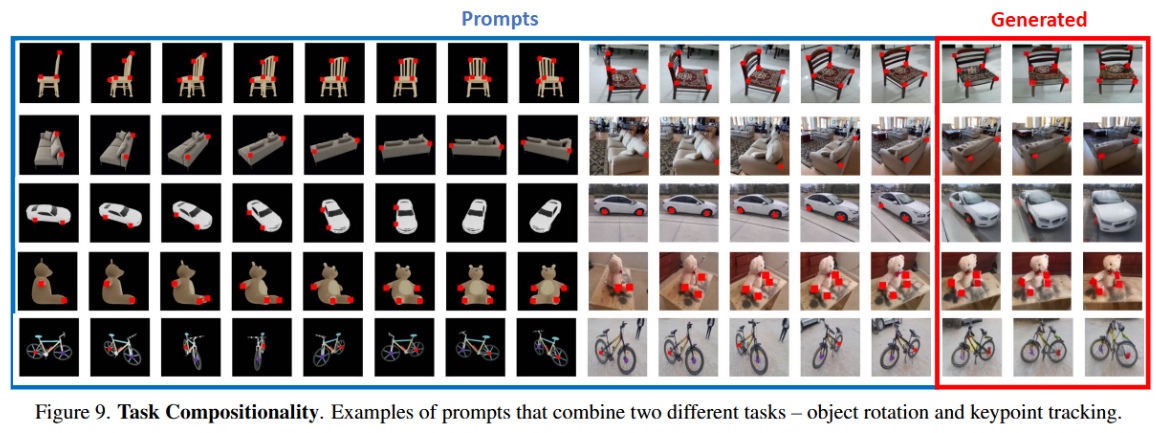 Prompts
Generated
Figure 9. Task Compositionality. Examples of prompts that combine two different tasks – object rotation and keypoint tracking.